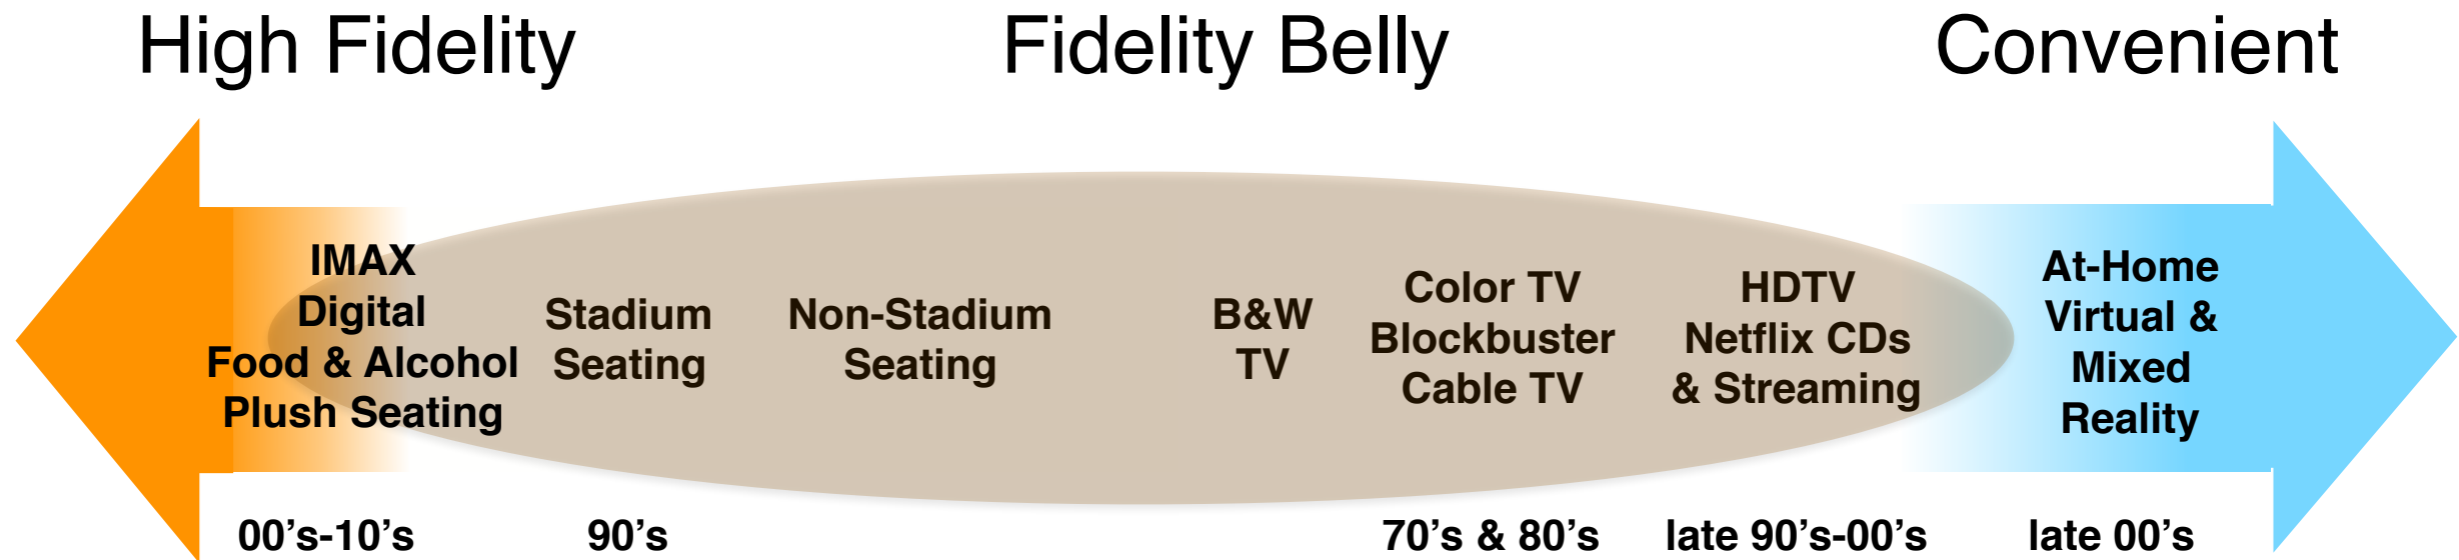 High Fidelity
Fidelity Belly
Convenient
IMAX
Digital
Food & Alcohol
Plush Seating
Stadium
Seating
Non-Stadium
Seating
B&W
TV
Color TV
Blockbuster
Cable TV
HDTV
Netflix CDs
& Streaming
At-Home
Virtual &
Mixed
Reality
00’s-10’s
90’s
70’s & 80’s
late 90’s-00’s
late 00’s